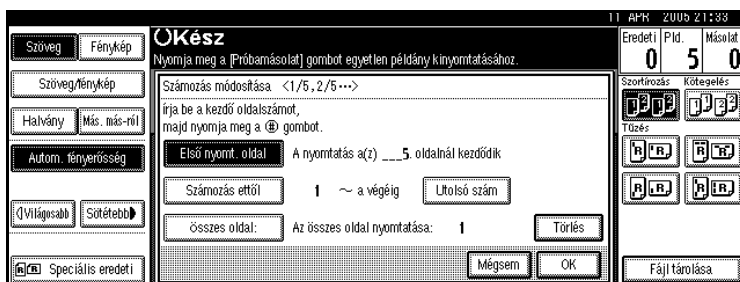 11 APR 2005 21:33
Szöveg
Fénykép
Szöveg/fénykép
Halvány
Más. más-ról
Autom. fényerősség
Világosabb
Sötétebb
Speciális eredeti
Kész
Nyomja meg a [Próbamásolat] gombot egyetlen példány kinyomtatásához.
Számozás módosítása <1/5,2/5···>
írja be a kezdő oldalszámot,
majd nyomja meg a (#) gombot.
Első nyomt. oldal A nyomtatás a(z) ___5. oldalnál kezdődik
Számozás ettől 1 ~ a végéig Utolsó szám
összes oldal: Az összes oldal nyomtatása: 1 Törlés
Mégsem OK
Eredeti Pld. Másolat
0 5 0
Szortírozás Kötegelés
Tűzés
Fájl tárolása